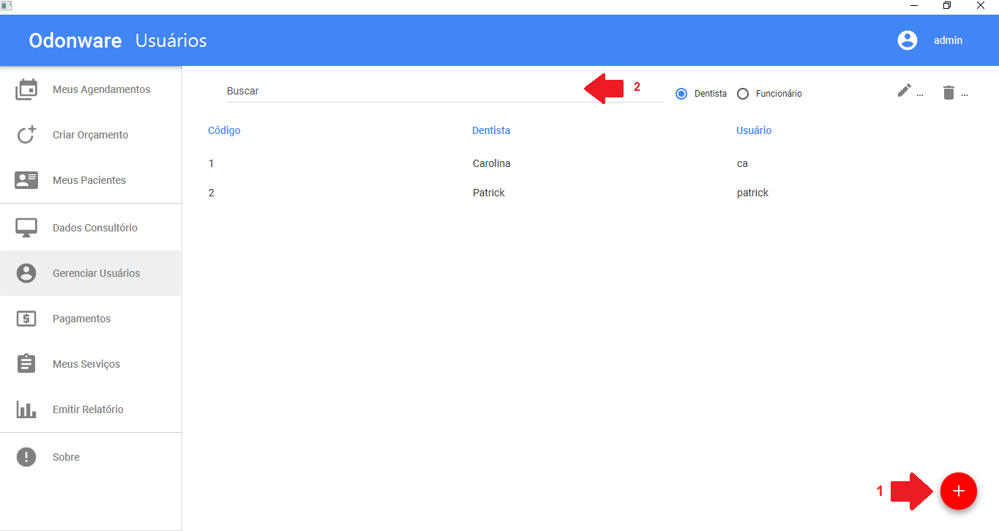 Odonware Usuários
admin
Meus Agendamentos
Criar Orçamento
Meus Pacientes
Dados Consultório
Gerenciar Usuários
Pagamentos
Meus Serviços
Emitir Relatório
Sobre
Buscar
2
Dentista Funcionário
... ...
Código Dentista Usuário
1 Carolina ca
2 Patrick patrick
1 +